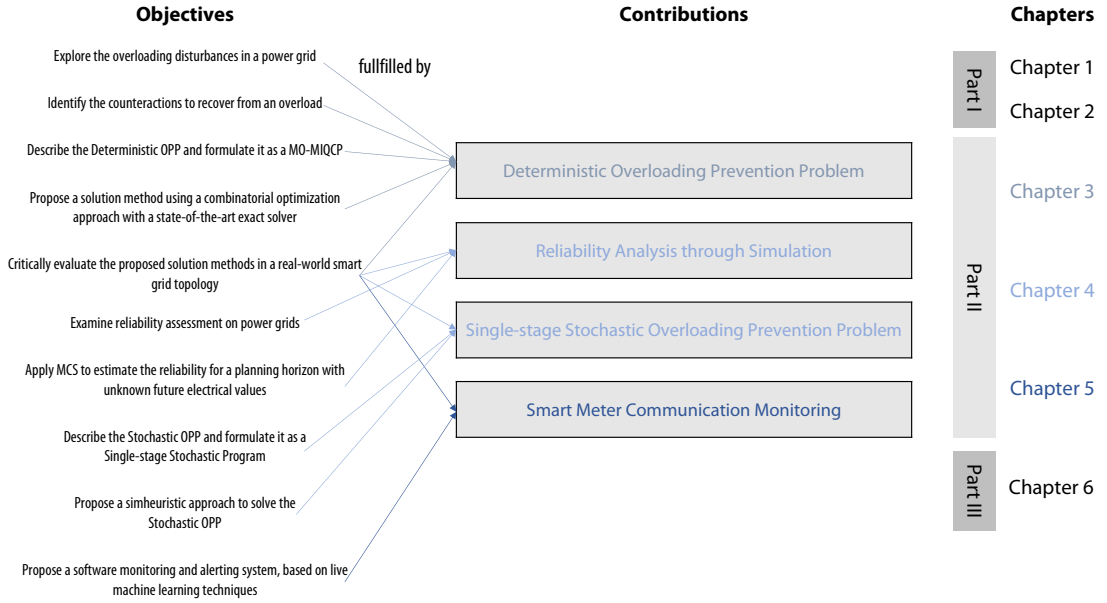 Objectives
Contributions
Chapters
Explore the overloading disturbances in a power grid
fullfilled by
Identify the counteractions to recover from an overload
Describe the Deterministic OPP and formulate it as a MO-MIQCP
Propose a solution method using a combinatorial optimization
approach with a state-of-the-art exact solver
Critically evaluate the proposed solution methods in a real-world smart
grid topology
Examine reliability assessment on power grids
Apply MCS to estimate the reliability for a planning horizon with
unknown future electrical values
Describe the Stochastic OPP and formulate it as a
Single-stage Stochastic Program
Propose a simheuristic approach to solve the
Stochastic OPP
Propose a software monitoring and alerting system, based on live
machine learning techniques
Deterministic Overloading Prevention Problem
Reliability Analysis through Simulation
Single-stage Stochastic Overloading Prevention Problem
Smart Meter Communication Monitoring
Part I
Chapter 1
Chapter 2
Part II
Chapter 3
Chapter 4
Chapter 5
Part III
Chapter 6